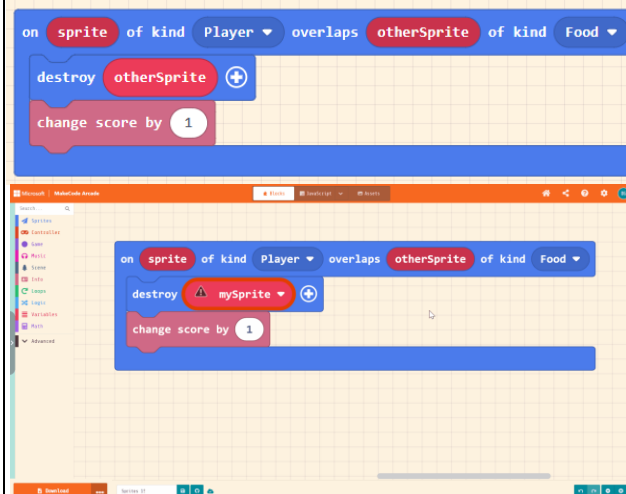 on sprite of kind Player overlaps otherSprite of kind Food
destroy otherSprite
change score by 1
Microsoft | MakeCode Arcade Blocks JavaScript Assets
Search
Sprites
Controller
Game
Music
Scene
Info
Loops
Logic
Variables
Math
Advanced
on sprite of kind Player overlaps otherSprite of kind Food
destroy mySprite
change score by 1
Download